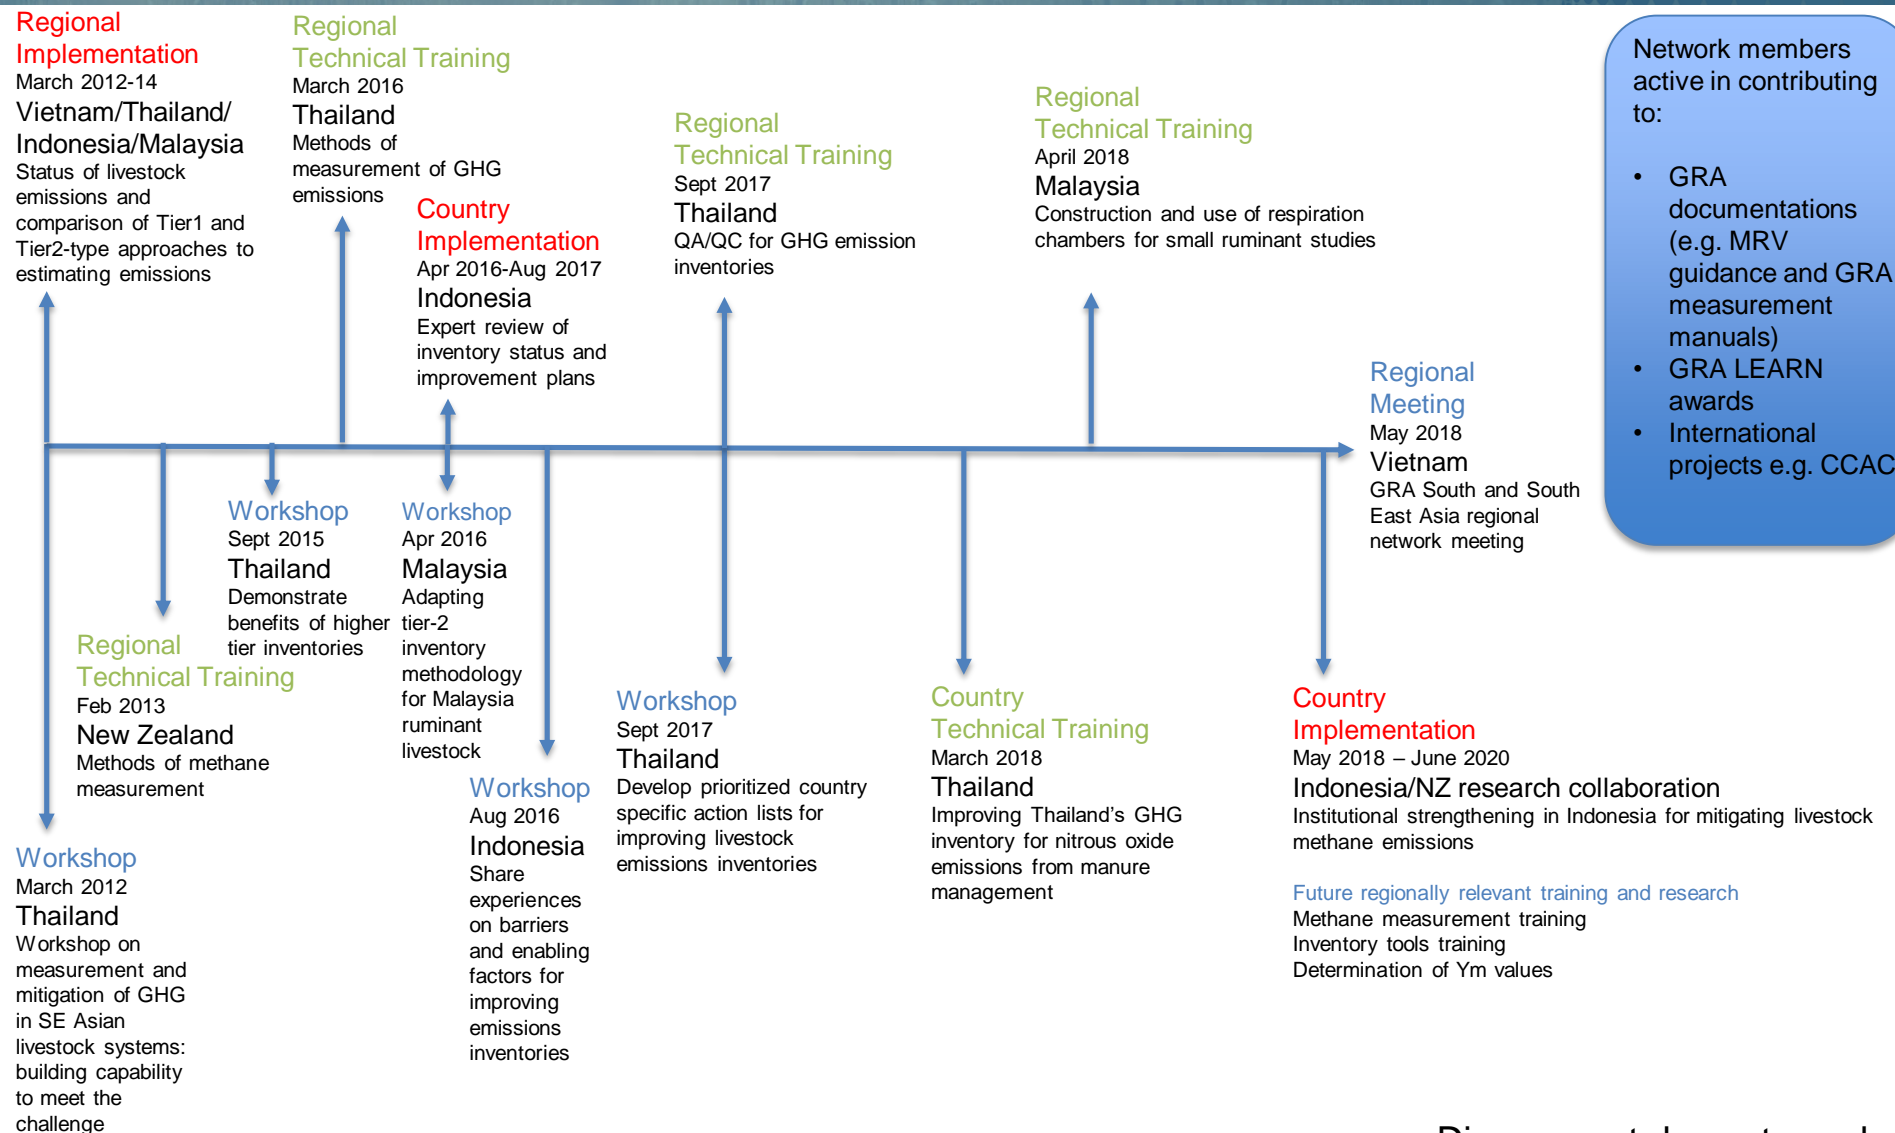 Regional
Implementation
March 2012-14
Vietnam/Thailand/
Indonesia/Malaysia
Status of livestock
emissions and
comparison of Tier1 and
Tier2-type approaches to
estimating emissions
Regional
Technical Training
March 2016
Thailand
Methods of
measurement of GHG
emissions
Country
Implementation
Apr 2016-Aug 2017
Indonesia
Expert review of
inventory status and
improvement plans
Regional
Technical Training
Sept 2017
Thailand
QA/QC for GHG emission
inventories
Regional
Technical Training
April 2018
Malaysia
Construction and use of respiration
chambers for small ruminant studies
Regional
Meeting
May 2018
Vietnam
GRA South and South
East Asia regional
network meeting
Network members
active in contributing
to:
• GRA
documentations
(e.g. MRV
guidance and GRA
measurement
manuals)
• GRA LEARN
awards
• International
projects e.g. CCAC
Workshop
March 2012
Thailand
Workshop on
measurement and
mitigation of GHG
in SE Asian
livestock systems:
building capability
to meet the
challenge
Regional
Technical Training
Feb 2013
New Zealand
Methods of methane
measurement
Workshop
Sept 2015
Thailand
Demonstrate
benefits of higher
tier inventories
Workshop
Apr 2016
Malaysia
Adapting
tier-2
inventory
methodology
for Malaysia
ruminant
livestock
Workshop
Aug 2016
Indonesia
Share
experiences
on barriers
and enabling
factors for
improving
emissions
inventories
Workshop
Sept 2017
Thailand
Develop prioritized country
specific action lists for
improving livestock
emissions inventories
Country
Technical Training
March 2018
Thailand
Improving Thailand's GHG
inventory for nitrous oxide
emissions from manure
management
Country
Implementation
May 2018 – June 2020
Indonesia/NZ research collaboration
Institutional strengthening in Indonesia for mitigating livestock
methane emissions
Future regionally relevant training and research
Methane measurement training
Inventory tools training
Determination of Ym values